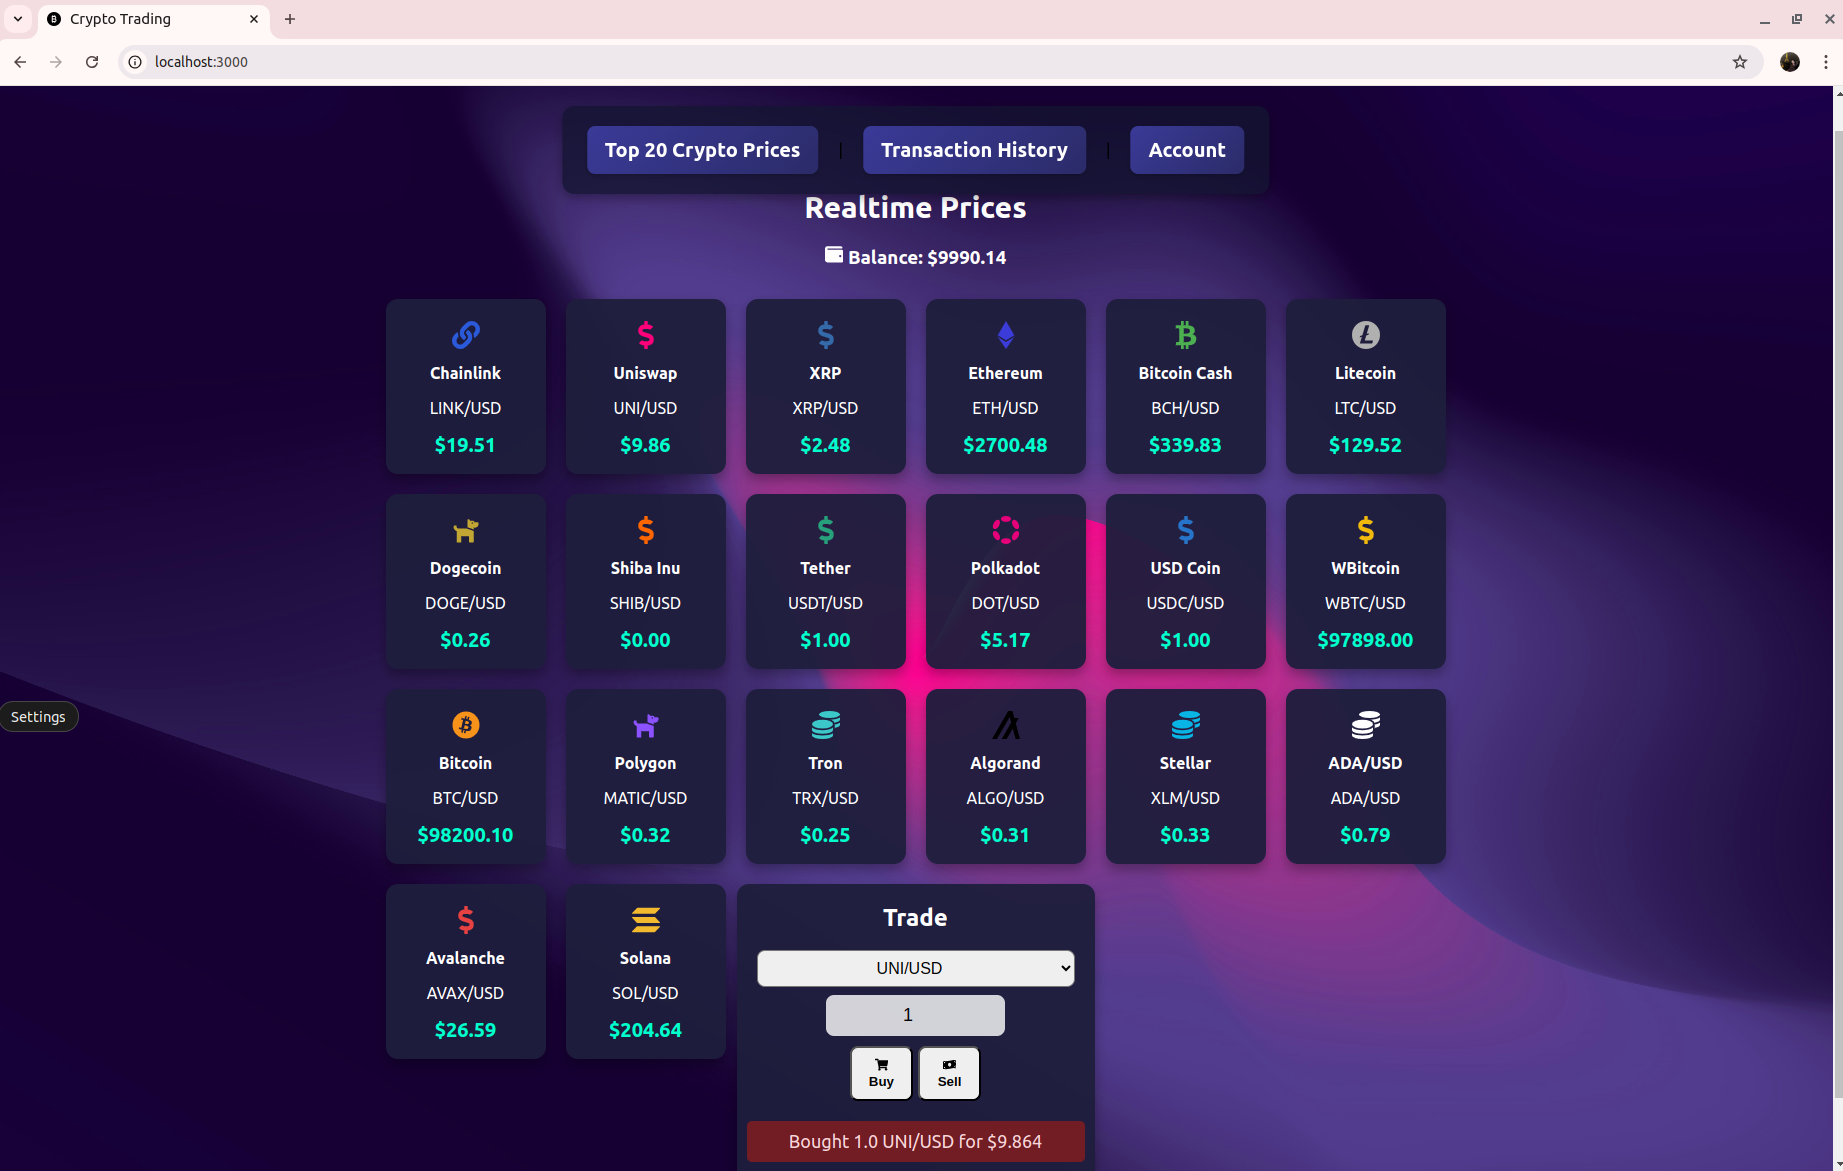 Crypto Trading
localhost:3000
Top 20 Crypto Prices | Transaction History | Account
Realtime Prices
Balance: $9990.14
Chainlink
LINK/USD
$19.51
Uniswap
UNI/USD
$9.86
XRP
XRP/USD
$2.48
Ethereum
ETH/USD
$2700.48
Bitcoin Cash
BCH/USD
$339.83
Litecoin
LTC/USD
$129.52
Dogecoin
DOGE/USD
$0.26
Shiba Inu
SHIB/USD
$0.00
Tether
USDT/USD
$1.00
Polkadot
DOT/USD
$5.17
USD Coin
USDC/USD
$1.00
WBitcoin
WBTC/USD
$97898.00
Settings
Bitcoin
BTC/USD
$98200.10
Polygon
MATIC/USD
$0.32
Tron
TRX/USD
$0.25
Algorand
ALGO/USD
$0.31
Stellar
XLM/USD
$0.33
ADA/USD
ADA/USD
$0.79
Avalanche
AVAX/USD
$26.59
Solana
SOL/USD
$204.64
Trade
UNI/USD
1
Buy
Sell
Bought 1.0 UNI/USD for $9.864